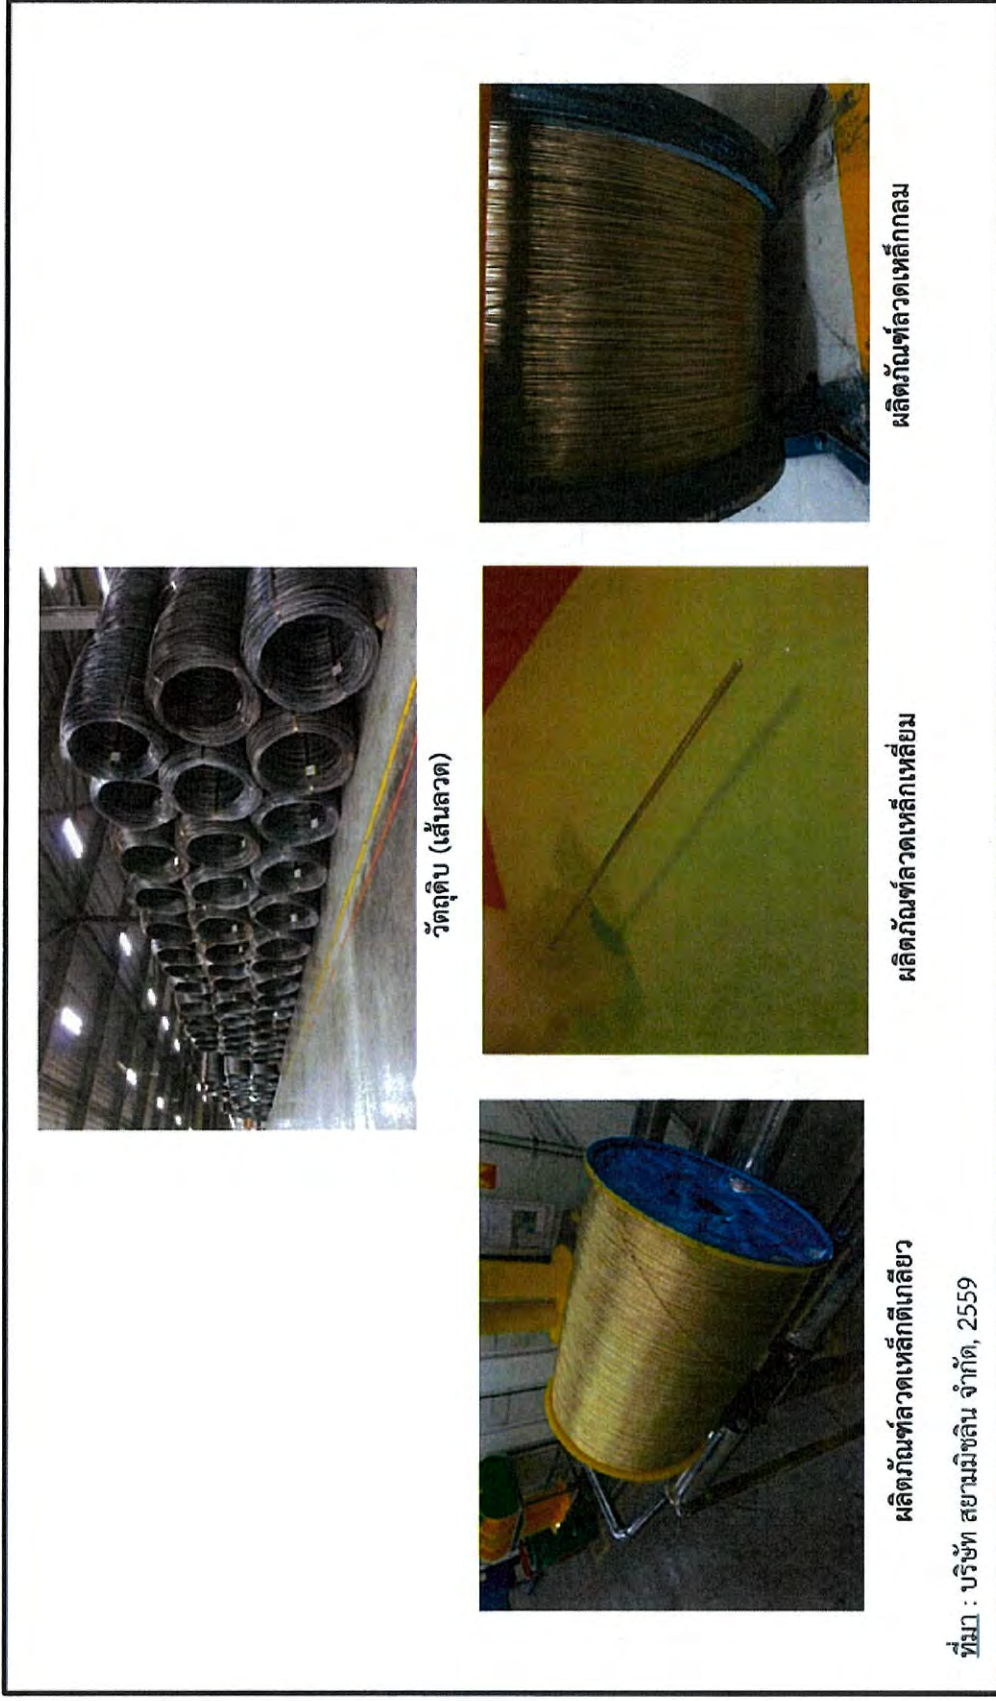 วัตถุดิบ (เส้นลวด)
ผลิตภัณฑ์ลวดเหล็กตีเกลียว
ผลิตภัณฑ์ลวดเหล็กเหลี่ยม
ผลิตภัณฑ์ลวดเหล็กกลม
ที่มา : บริษัท สยามมิชลิน จำกัด, 2559